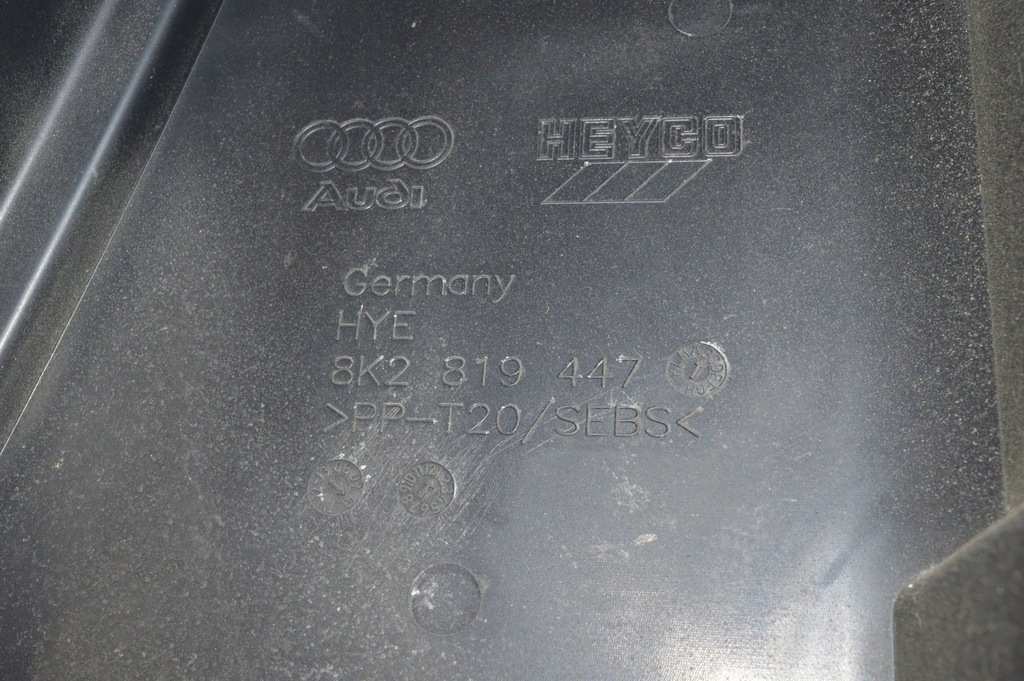 Audi
HEYCO
Germany
HYE
8K2 819 447
>PP-T20/SEBS<